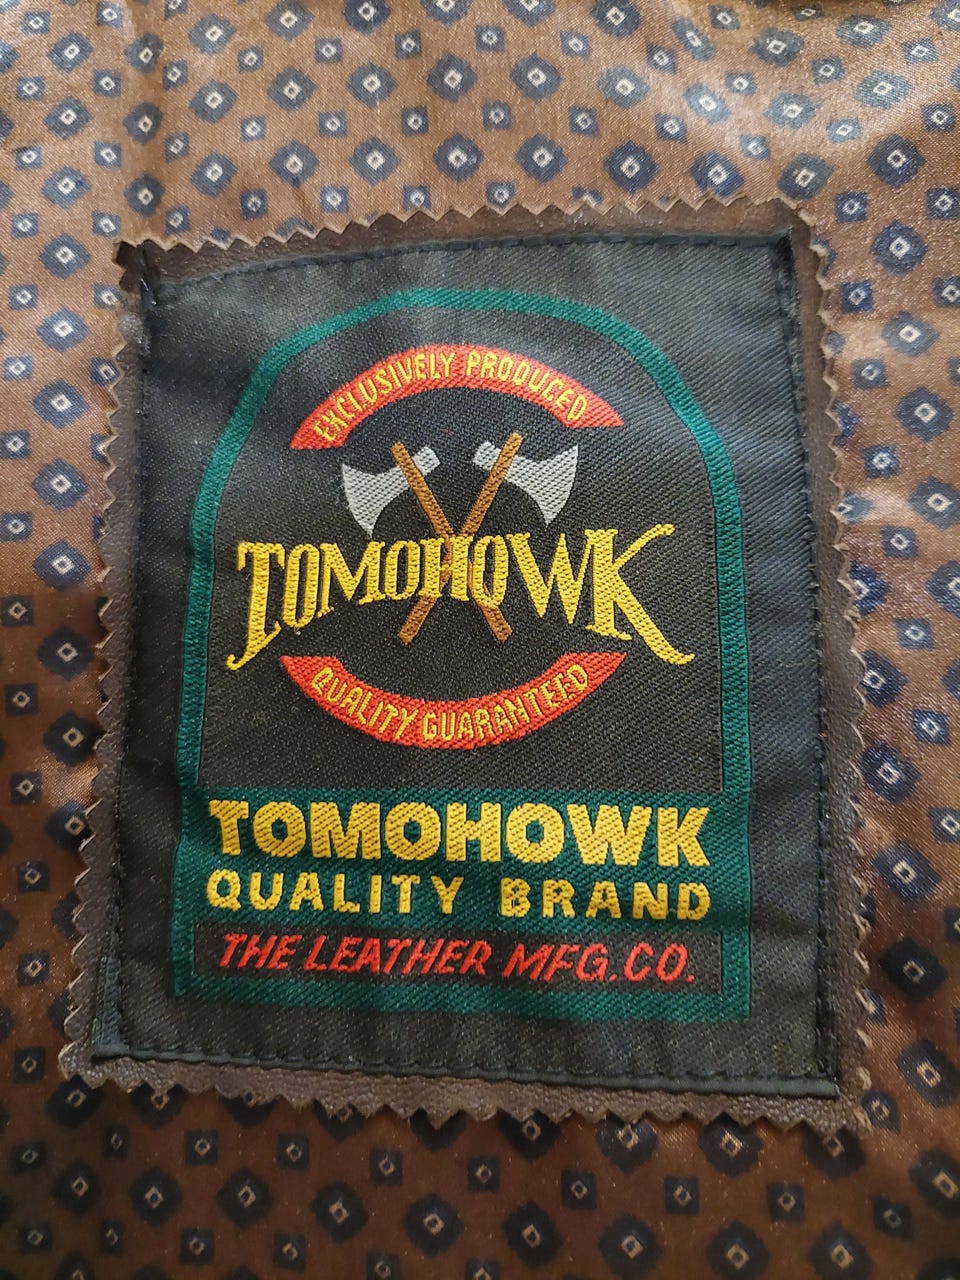 EXCLUSIVELY PRODUCED
TOMOHOWK
QUALITY GUARANTEED
TOMOHOWK
QUALITY BRAND
THE LEATHER MFG.CO.